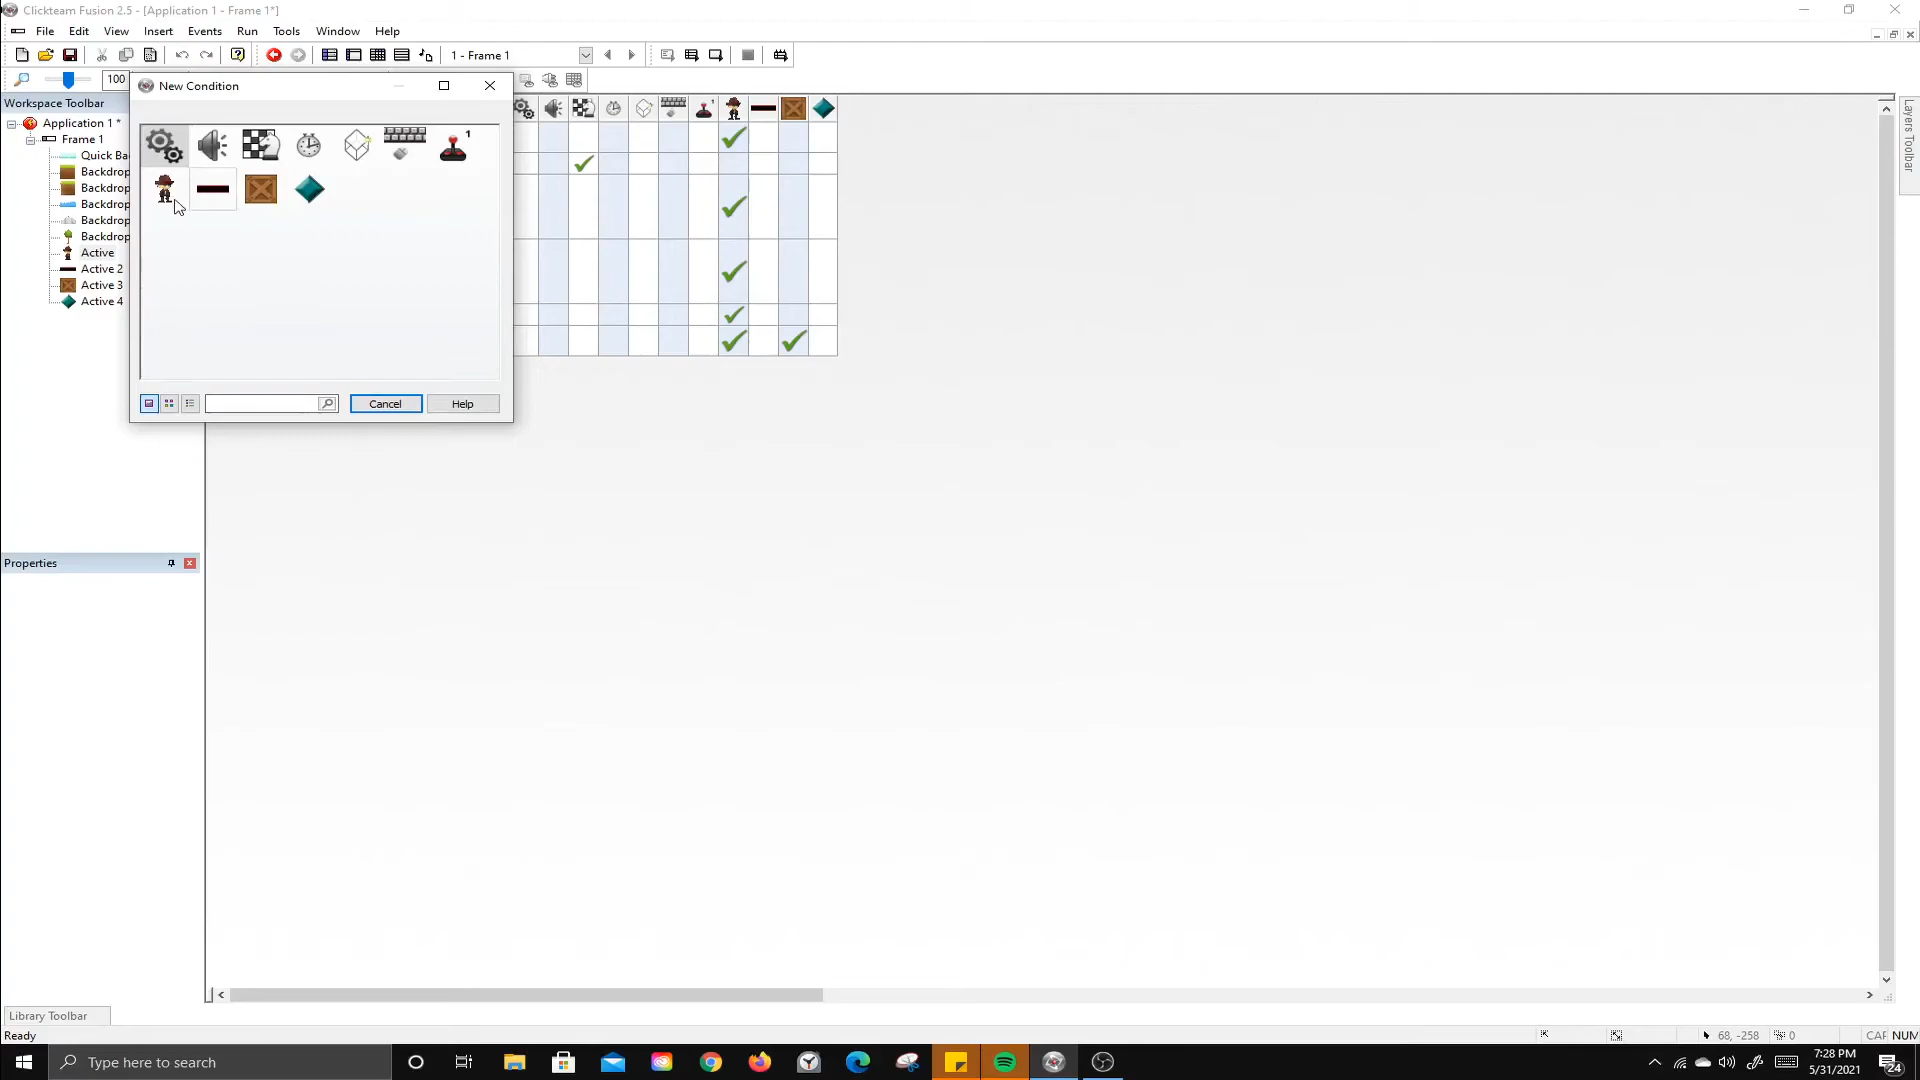 Clickteam Fusion 2.5 - [Application 1 - Frame 1*]
File Edit View Insert Events Run Tools Window Help
1 - Frame 1
100
New Condition
Workspace Toolbar
Application 1 *
Frame 1
Quick Ba
Backdrop
Backdrop
Backdrop
Backdrop
Backdrop
Active
Active 2
Active 3
Active 4
1
1
Cancel
Help
Layers Toolbar
Properties
Library Toolbar
Ready
68, -258
0
CAP NUM
Type here to search
7:28 PM
5/31/2021
24